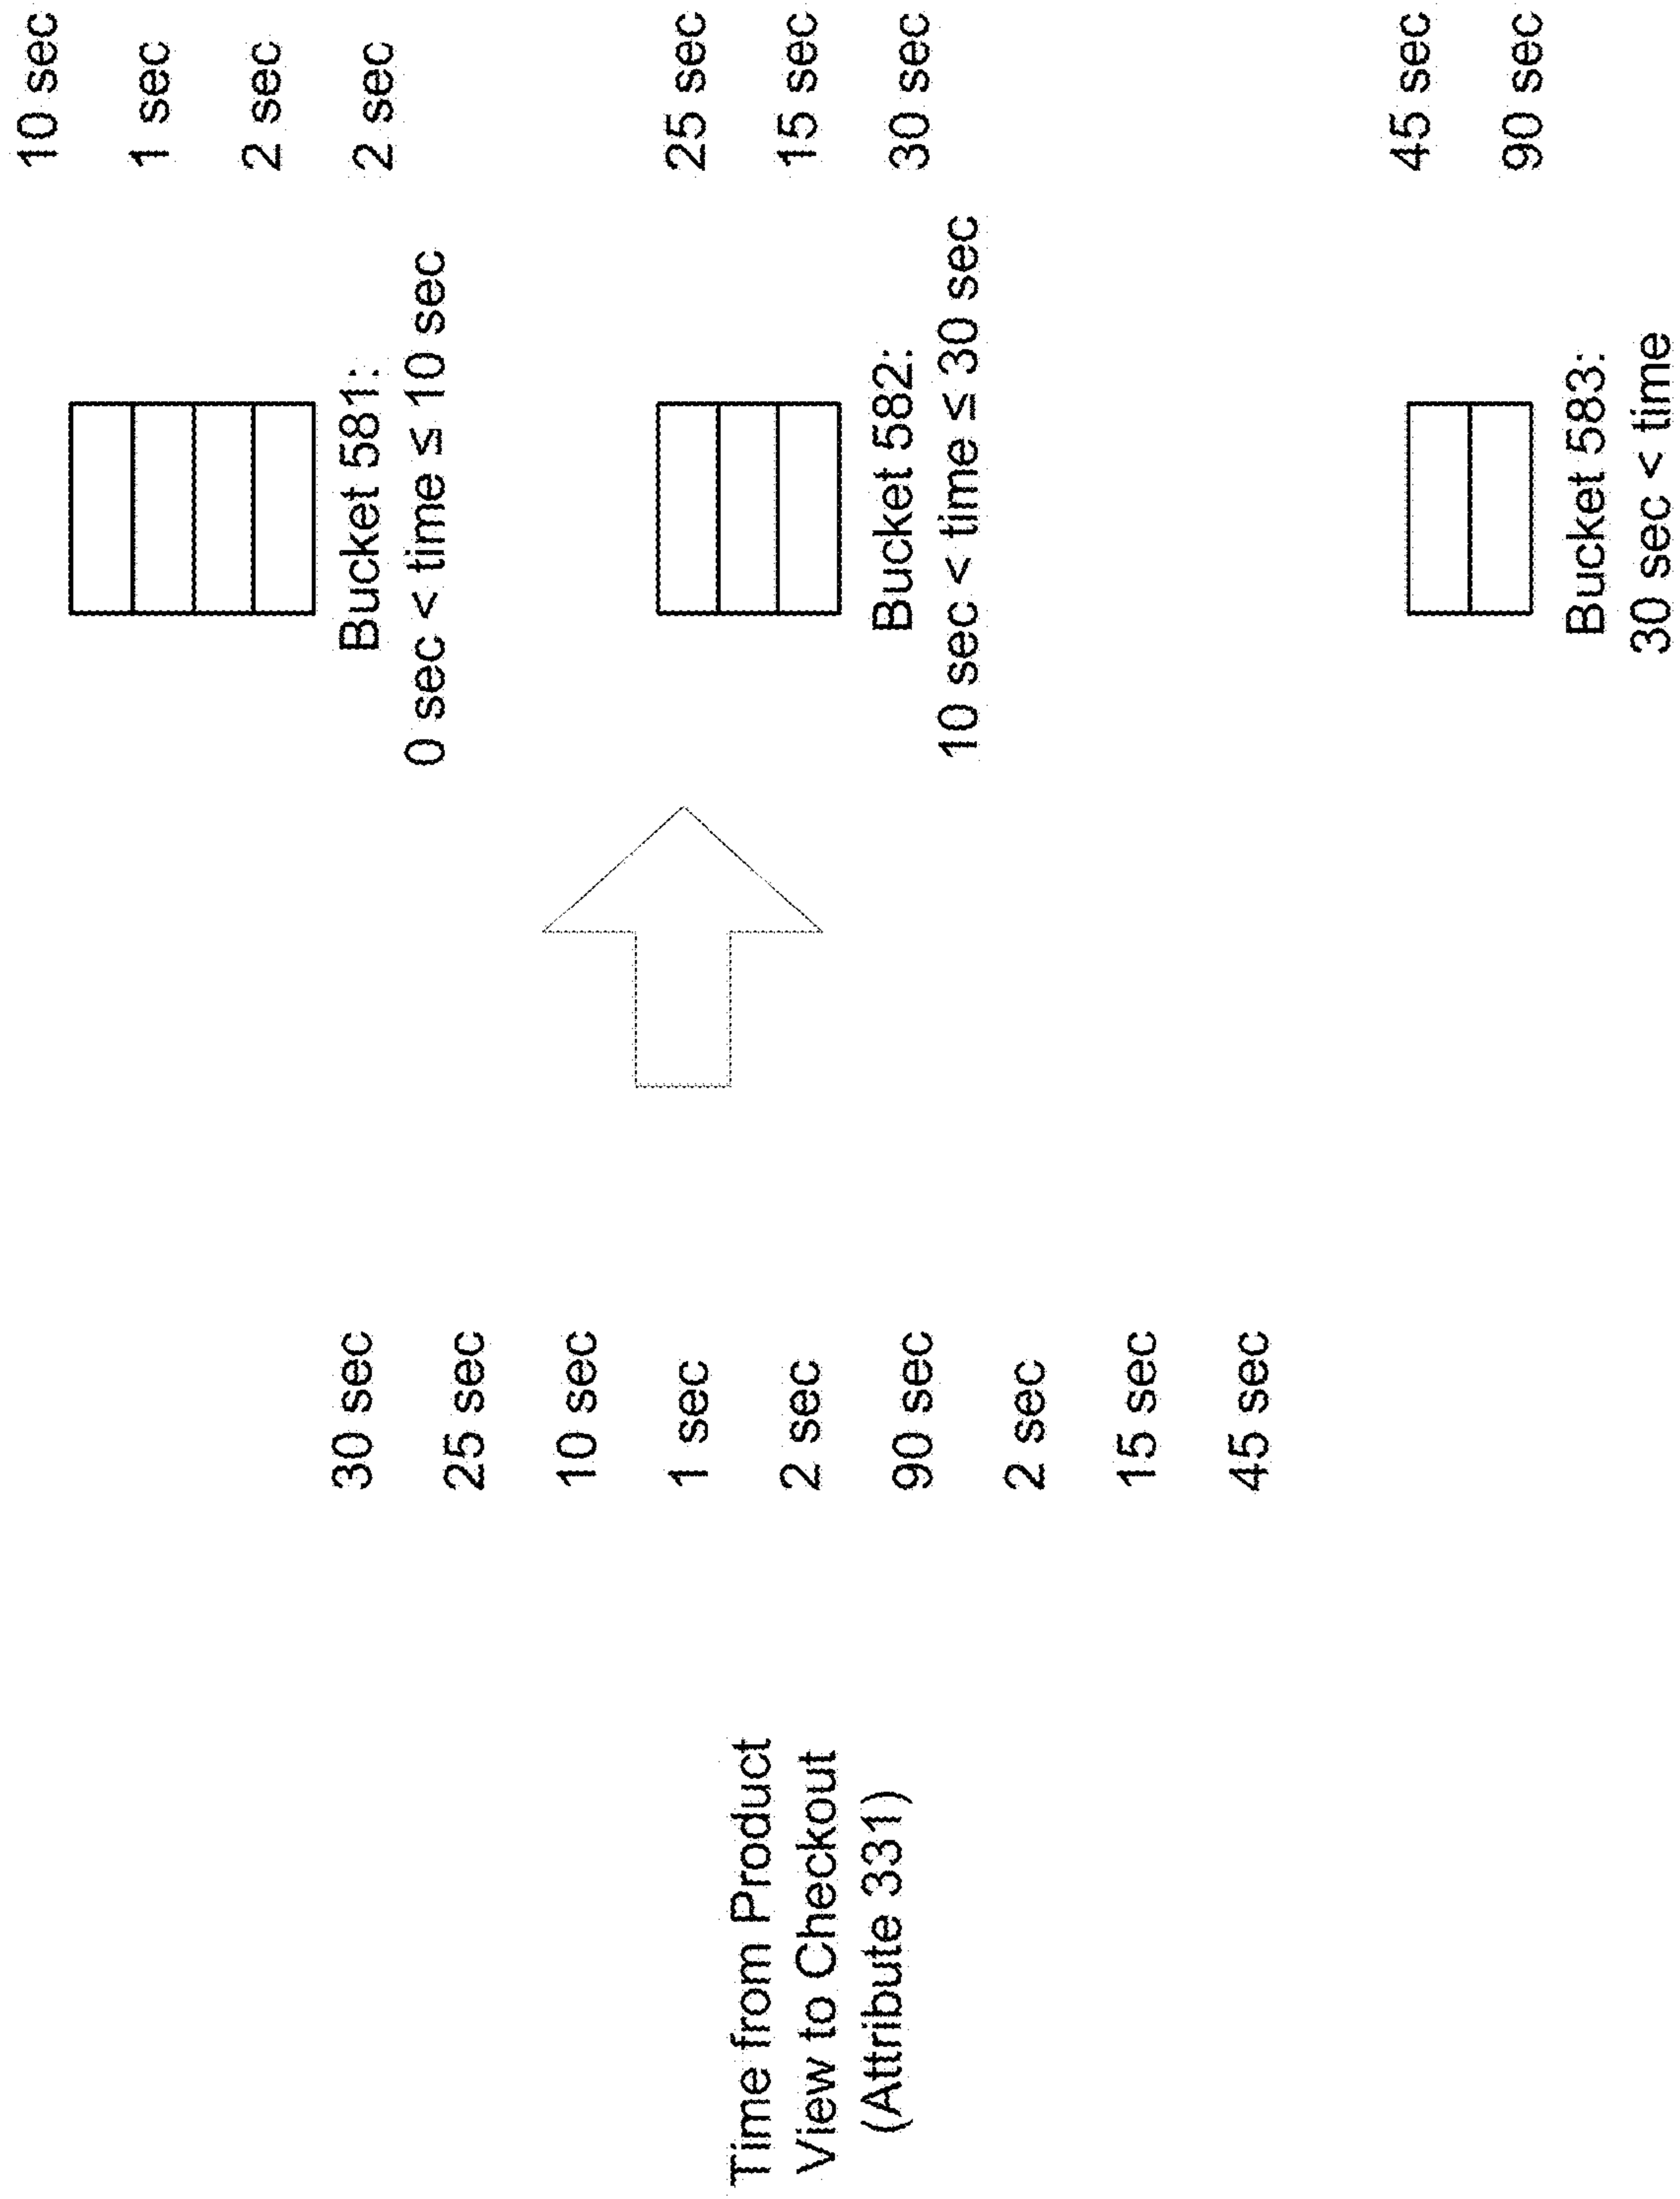 Time from Product
View to Checkout
(Attribute 331)
30 sec
25 sec
10 sec
1 sec
2 sec
90 sec
2 sec
15 sec
45 sec
Bucket 581:
0 sec < time ≤ 10 sec
10 sec
1 sec
2 sec
2 sec
Bucket 582:
10 sec < time ≤ 30 sec
25 sec
15 sec
30 sec
Bucket 583:
30 sec < time
45 sec
90 sec